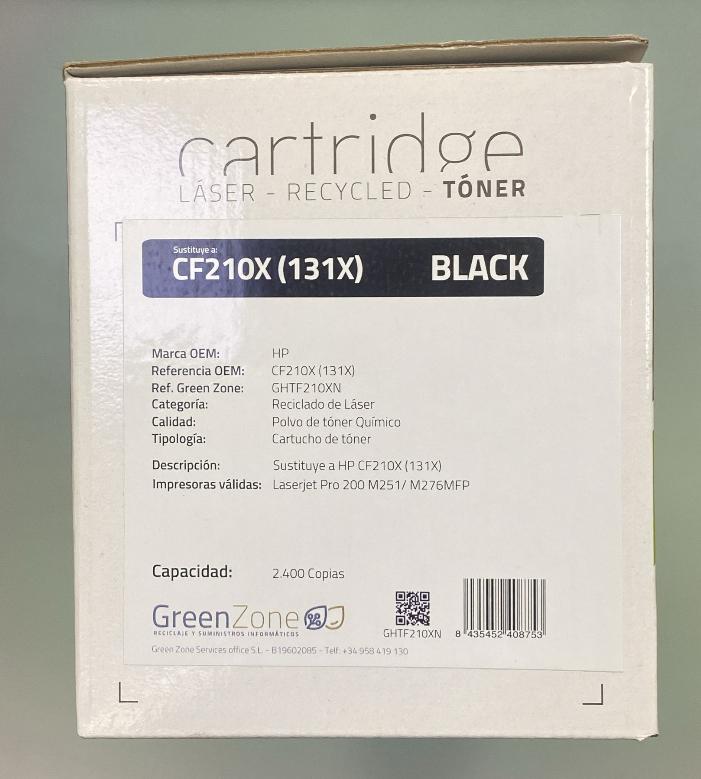 cartridge
LÁSER - RECYCLED - TÓNER
Sustituye a:
CF210X (131X) BLACK
Marca OEM: HP
Referencia OEM: CF210X (131X)
Ref. Green Zone: GHTF210XN
Categoría: Reciclado de Láser
Calidad: Polvo de tóner Químico
Tipología: Cartucho de tóner
Descripción: Sustituye a HP CF210X (131X)
Impresoras válidas: Laserjet Pro 200 M251/ M276MFP
Capacidad: 2.400 Copias
GreenZone
RECICLAJE Y SUMINISTROS INFORMÁTICOS
GHTF210XN 8 435452 408753
Green Zone Services office S.L. - B19602085 - Telf: +34 958 419 130